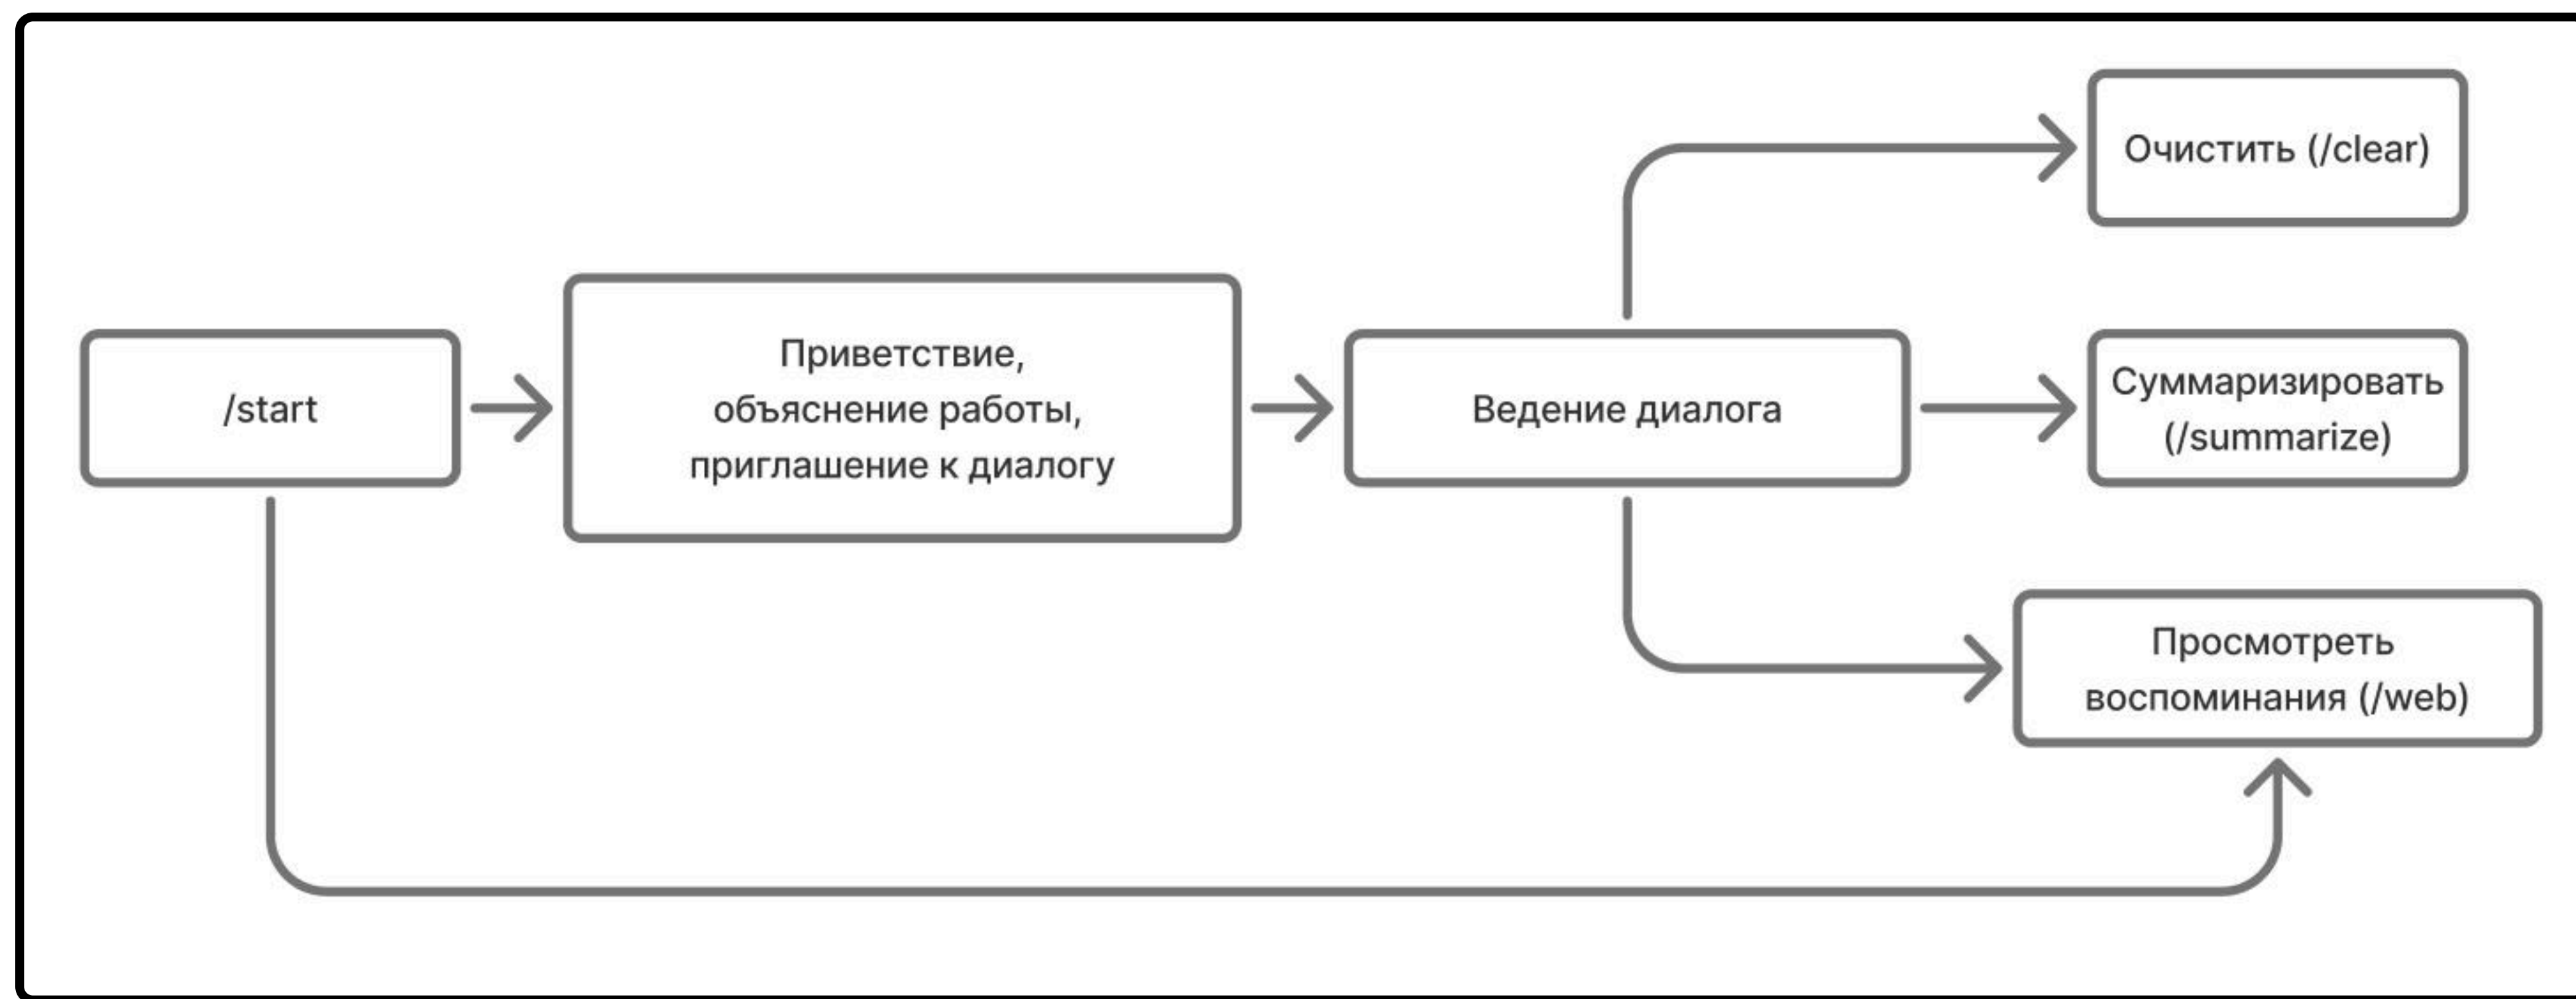 /start
Приветствие,
объяснение работы,
приглашение к диалогу
Ведение диалога
Очистить (/clear)
Суммаризировать
(/summarize)
Просмотреть
воспоминания (/web)